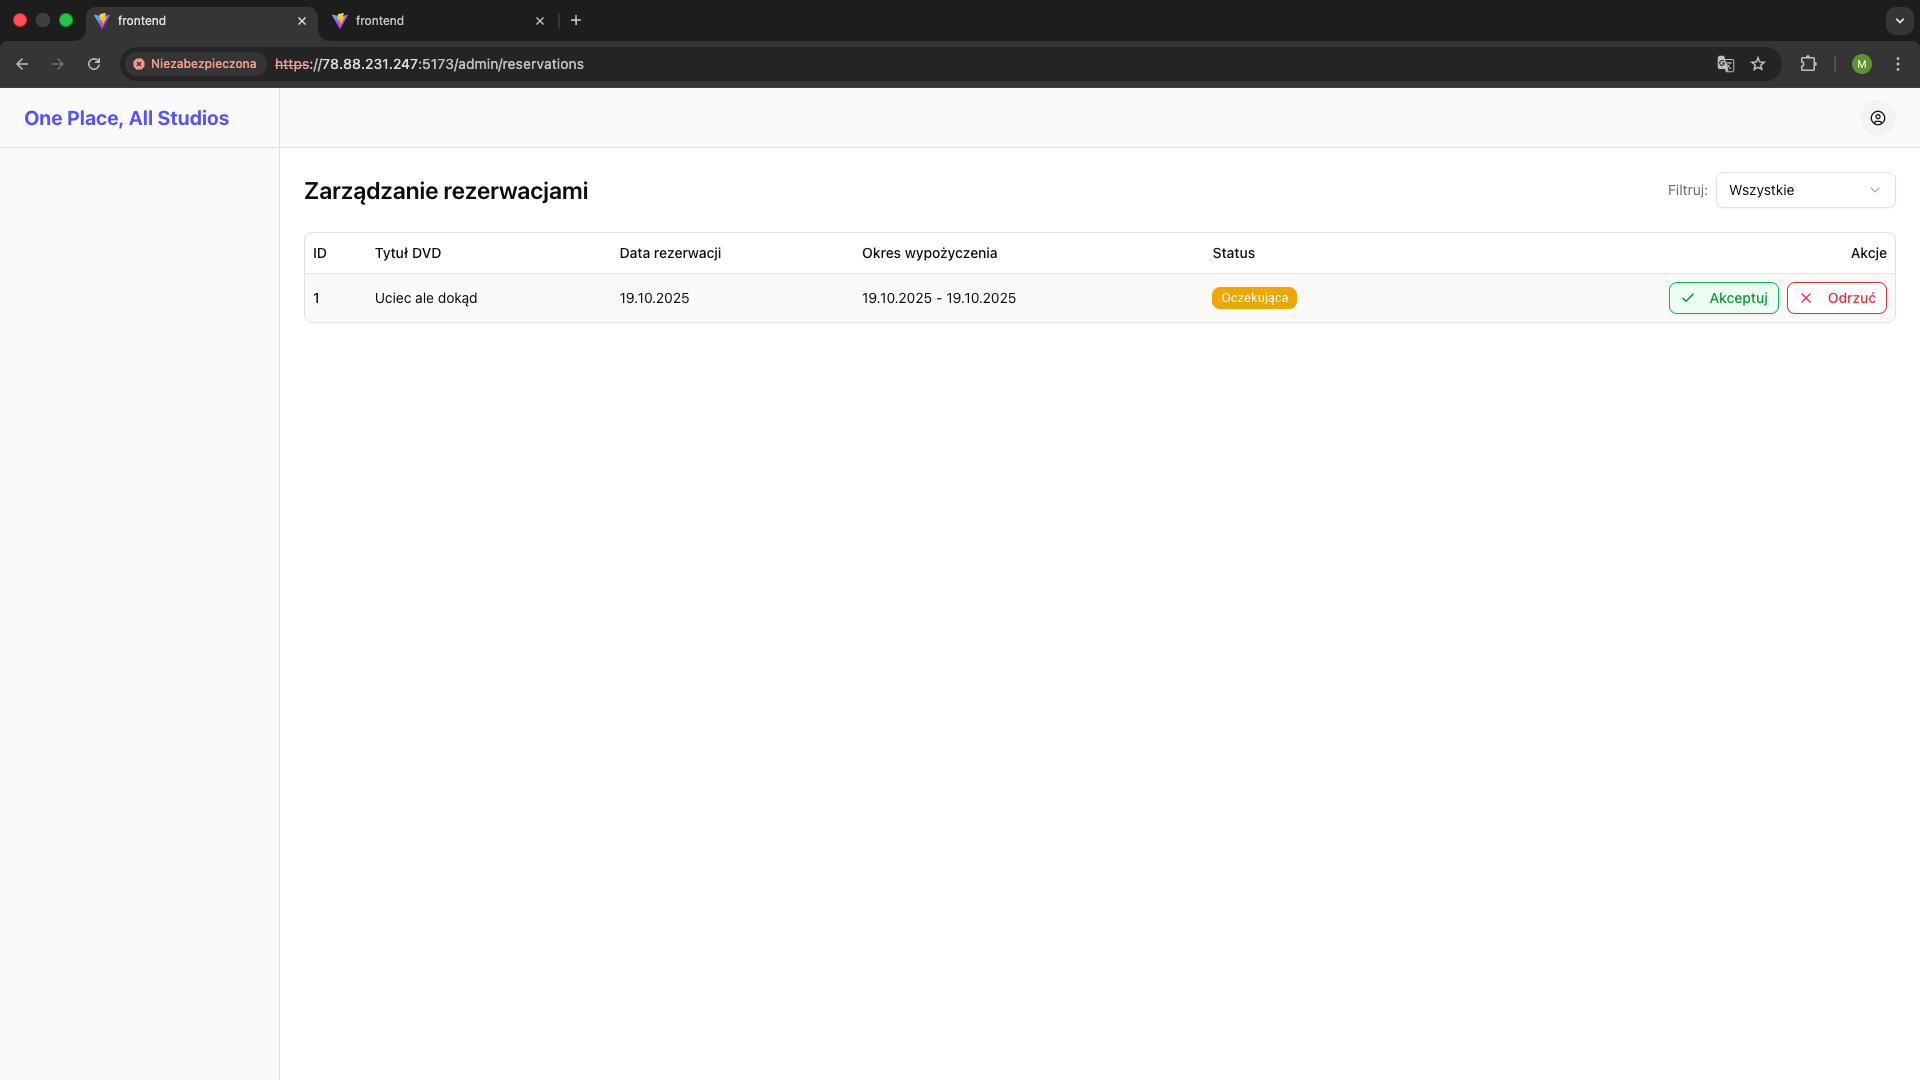 frontend
frontend
Niezabezpieczona https://78.88.231.247:5173/admin/reservations
M
One Place, All Studios
Zarządzanie rezerwacjami
Filtruj: Wszystkie
ID Tytuł DVD Data rezerwacji Okres wypożyczenia Status Akcje
1 Uciec ale dokąd 19.10.2025 19.10.2025 - 19.10.2025 Oczekująca Akceptuj Odrzuć